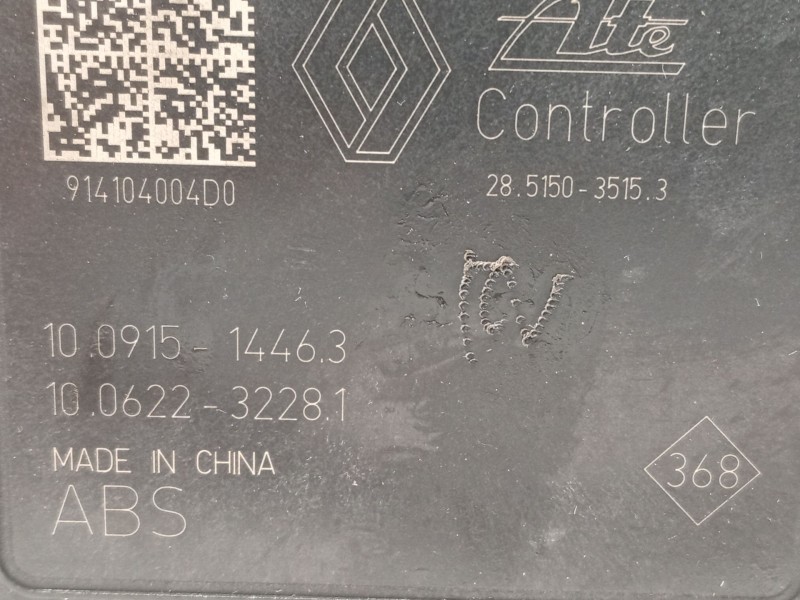 Ate
Controller
914104004D0
28.5150-3515.3
10.0915-1446.3
10.0622-3228.1
MADE IN CHINA
ABS
368